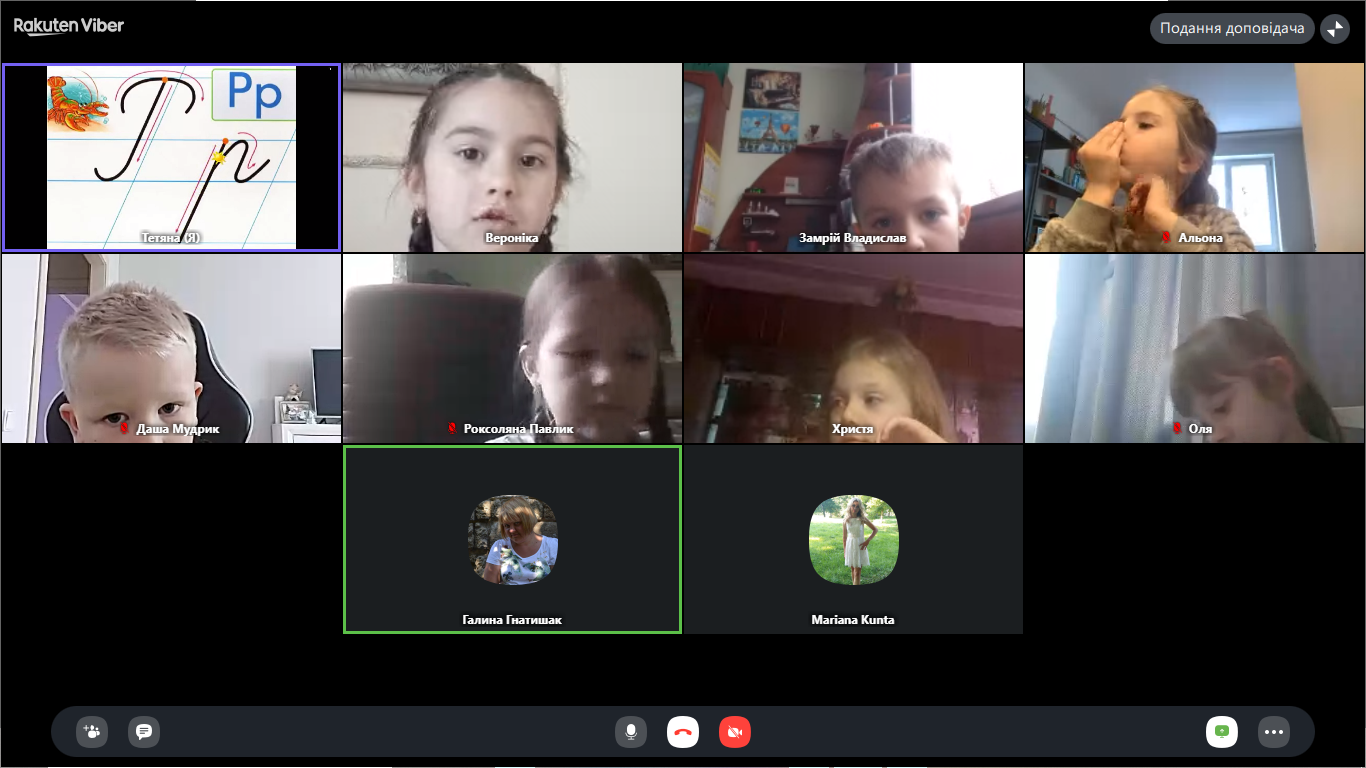 Rakuten Viber
Подання доповідача
Рр
Р
р
Тетяна (Я)
Вероніка
Замрій Владислав
Альона
Даша Мудрик
Роксоляна Павлик
Христя
Оля
Галина Гнатишак
Mariana Kunta